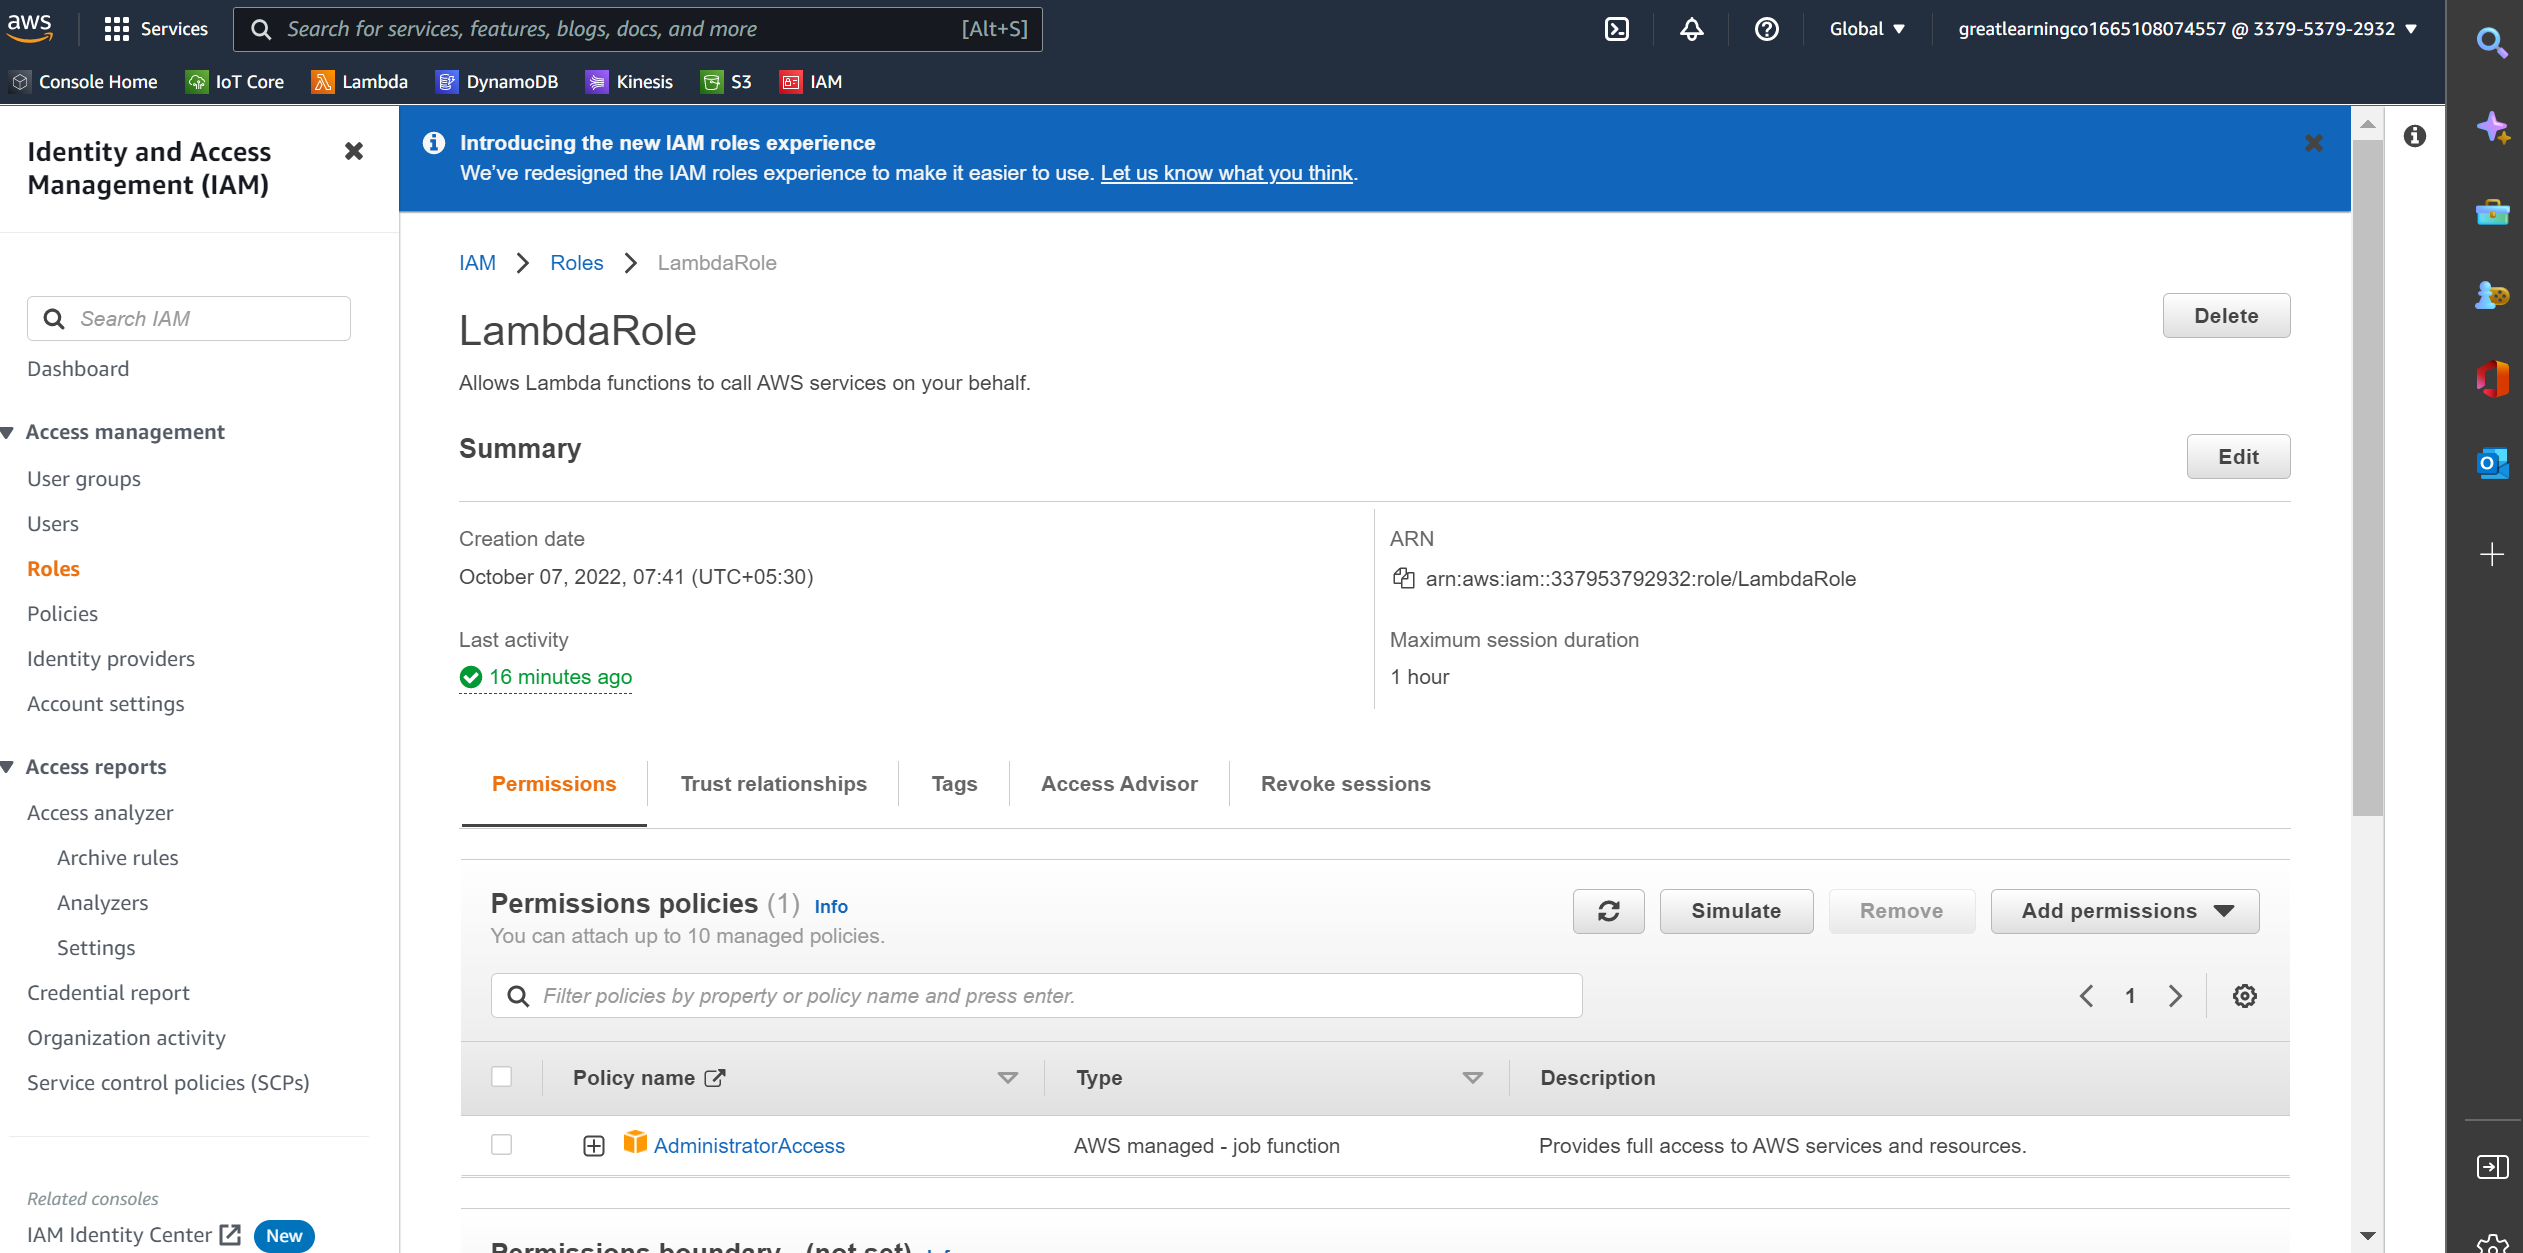 aws
Services
Search for services, features, blogs, docs, and more
[Alt+S]
Global
greatlearningco1665108074557 @ 3379-5379-2932
Console Home
IoT Core
Lambda
DynamoDB
Kinesis
S3
IAM
Identity and Access
Management (IAM)
Search IAM
Dashboard
Access management
User groups
Users
Roles
Policies
Identity providers
Account settings
Access reports
Access analyzer
Archive rules
Analyzers
Settings
Credential report
Organization activity
Service control policies (SCPs)
Related consoles
IAM Identity Center
New
Introducing the new IAM roles experience
We've redesigned the IAM roles experience to make it easier to use. Let us know what you think.
IAM
Roles
LambdaRole
LambdaRole
Delete
Allows Lambda functions to call AWS services on your behalf.
Summary
Edit
Creation date
October 07, 2022, 07:41 (UTC+05:30)
ARN
arn:aws:iam::337953792932:role/LambdaRole
Last activity
16 minutes ago
Maximum session duration
1 hour
Permissions
Trust relationships
Tags
Access Advisor
Revoke sessions
Permissions policies (1) Info
You can attach up to 10 managed policies.
Simulate
Remove
Add permissions
Filter policies by property or policy name and press enter.
1
Policy name
Type
Description
AdministratorAccess
AWS managed - job function
Provides full access to AWS services and resources.
Permissions boundary - (not set) Info